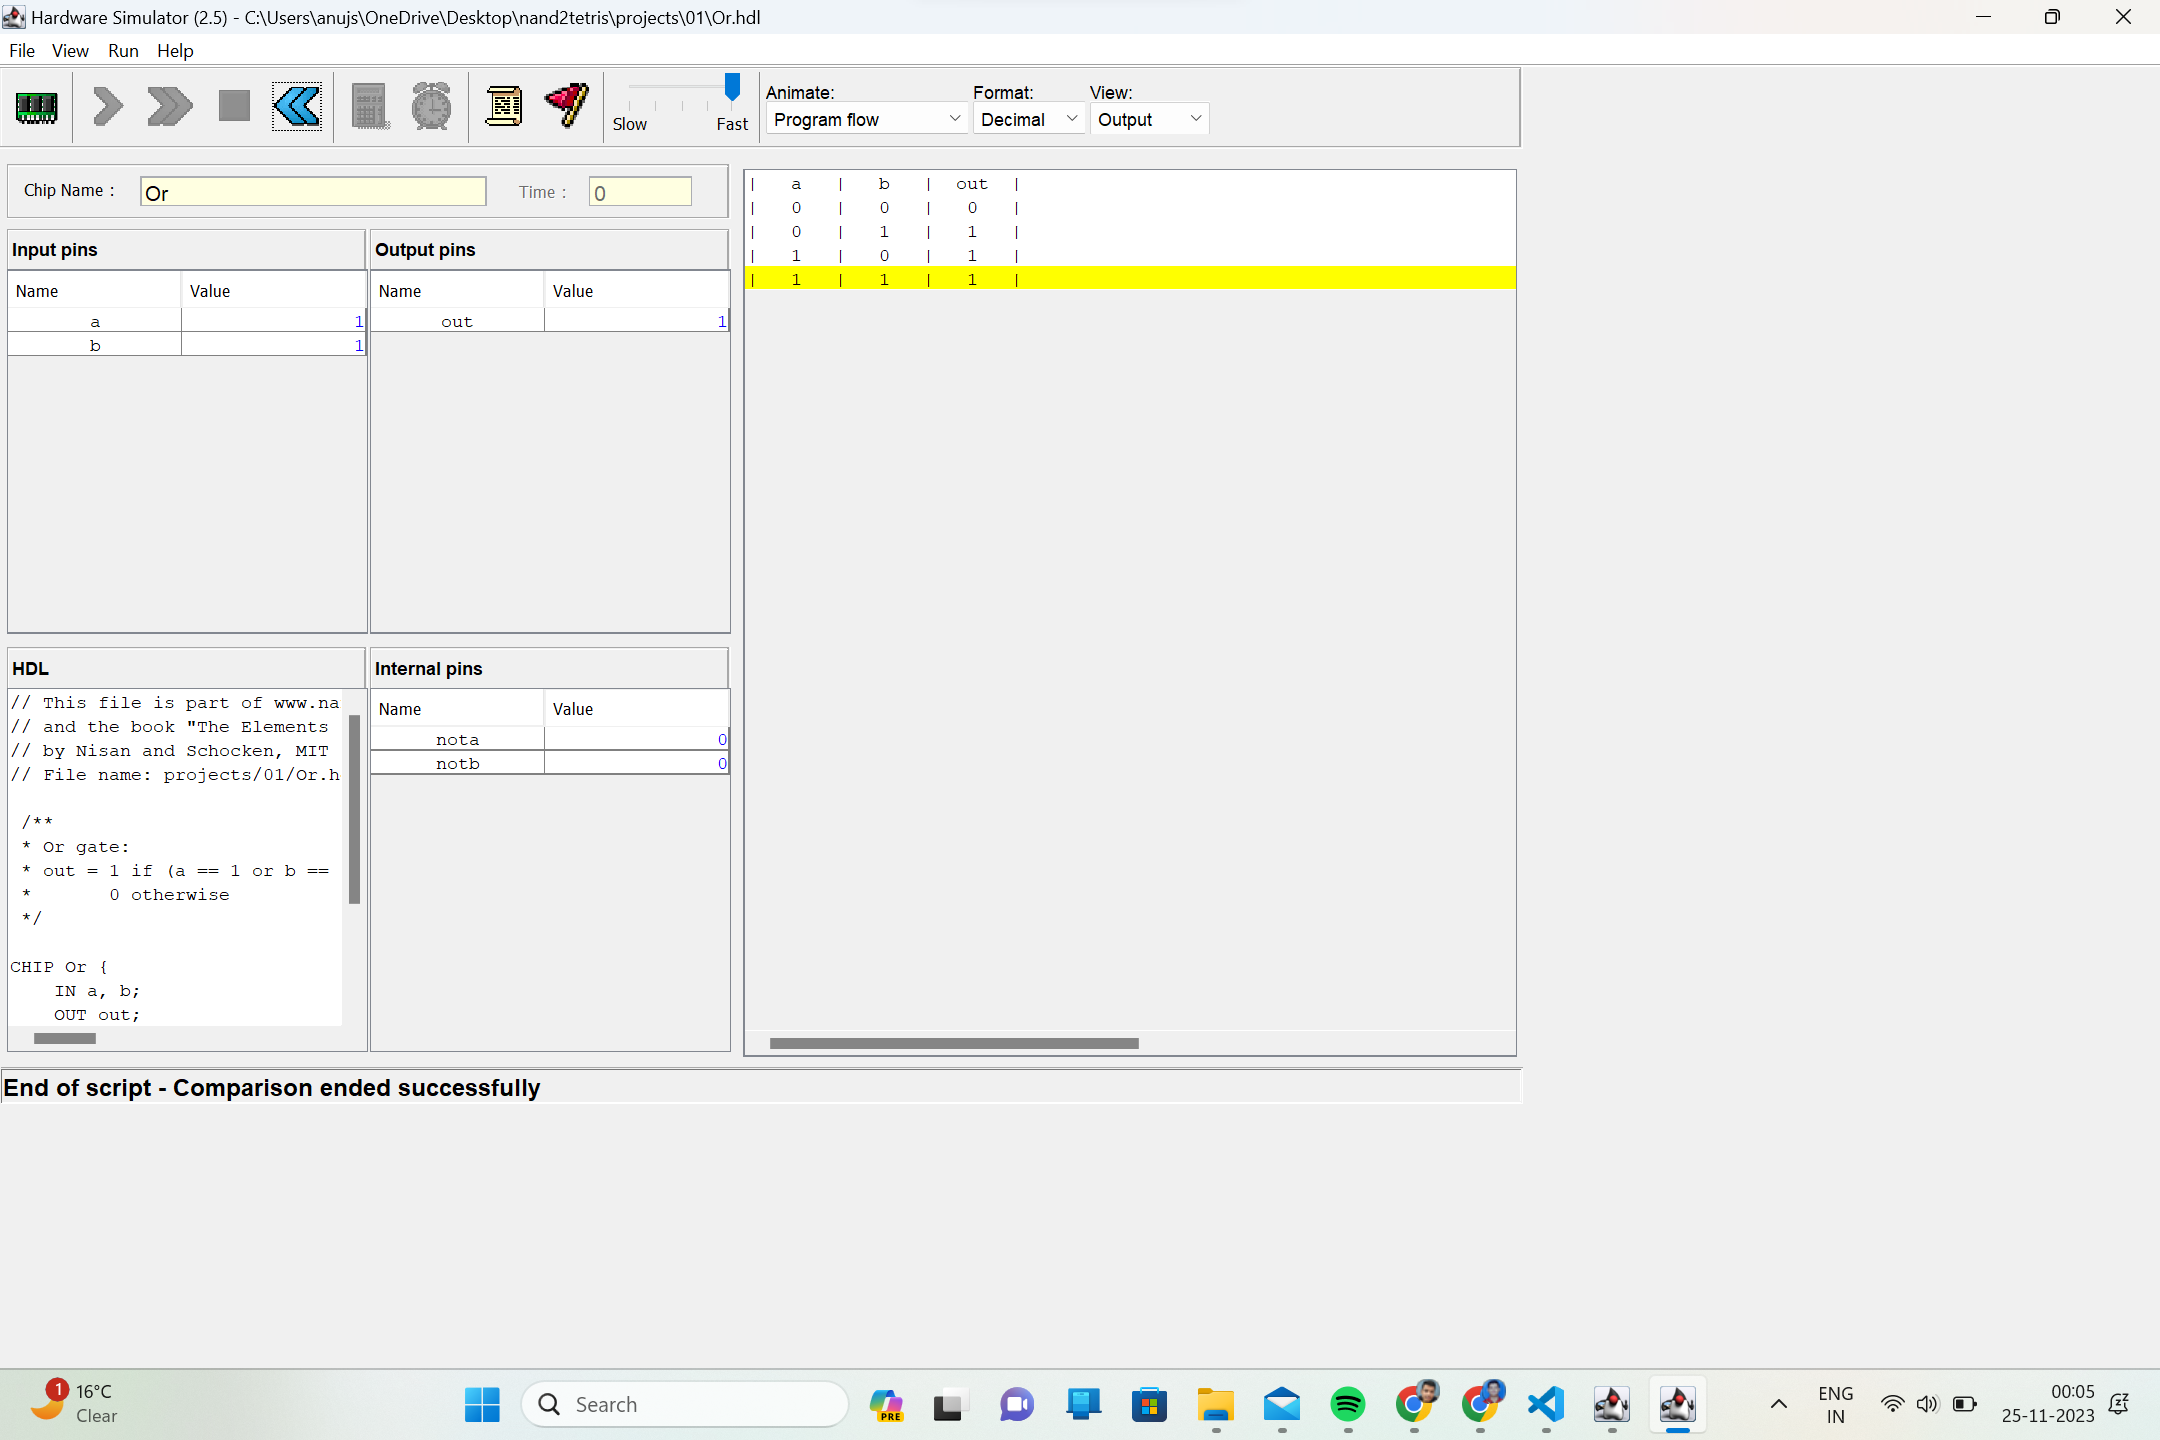 Hardware Simulator (2.5) - C:\Users\anujs\OneDrive\Desktop\nand2tetris\projects\01\Or.hdl
File View Run Help
Slow Fast
Animate: Format: View:
Program flow Decimal Output
Chip Name : Or Time : 0
Input pins
Name Value
a 1
b 1
Output pins
Name Value
out 1
| a | b | out |
| 0 | 0 | 0 |
| 0 | 1 | 1 |
| 1 | 0 | 1 |
| 1 | 1 | 1 |
HDL
// This file is part of www.na
// and the book "The Elements
// by Nisan and Schocken, MIT
// File name: projects/01/Or.h
/**
* Or gate:
* out = 1 if (a == 1 or b ==
* 0 otherwise
*/
CHIP Or {
IN a, b;
OUT out;
Internal pins
Name Value
nota 0
notb 0
End of script - Comparison ended successfully
1
16°C
Clear
Search
PRE
ENG
IN
00:05
25-11-2023